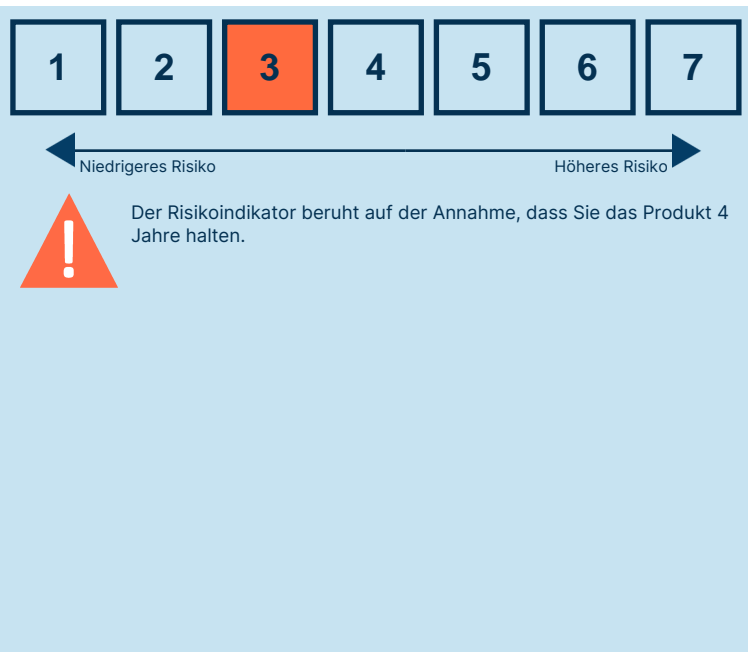 1 2 3 4 5 6 7
Niedrigeres Risiko Höheres Risiko
!
Der Risikoindikator beruht auf der Annahme, dass Sie das Produkt 4
Jahre halten.